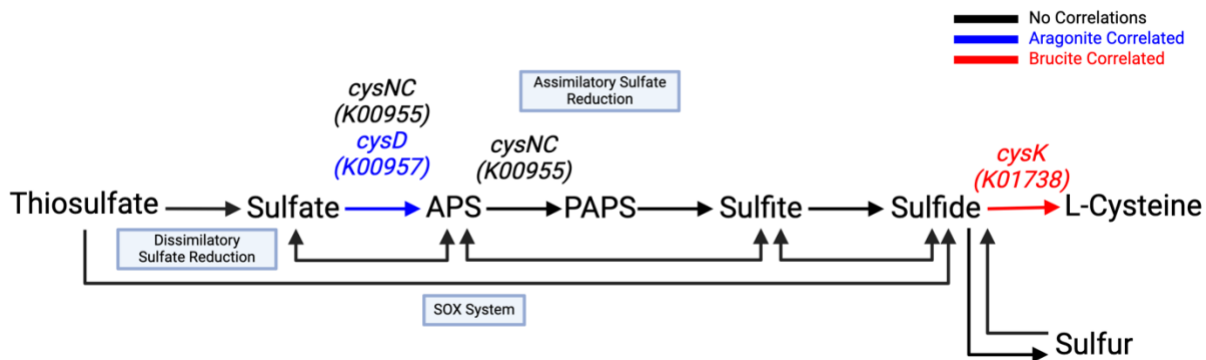 No Correlations
Aragonite Correlated
Brucite Correlated
Assimilatory Sulfate
Reduction
cysNC
(K00955)
cysD
(K00957)
cysNC
(K00955)
cysK
(K01738)
Thiosulfate Sulfate APS PAPS Sulfite Sulfide L-Cysteine
Dissimilatory
Sulfate Reduction
SOX System
Sulfur